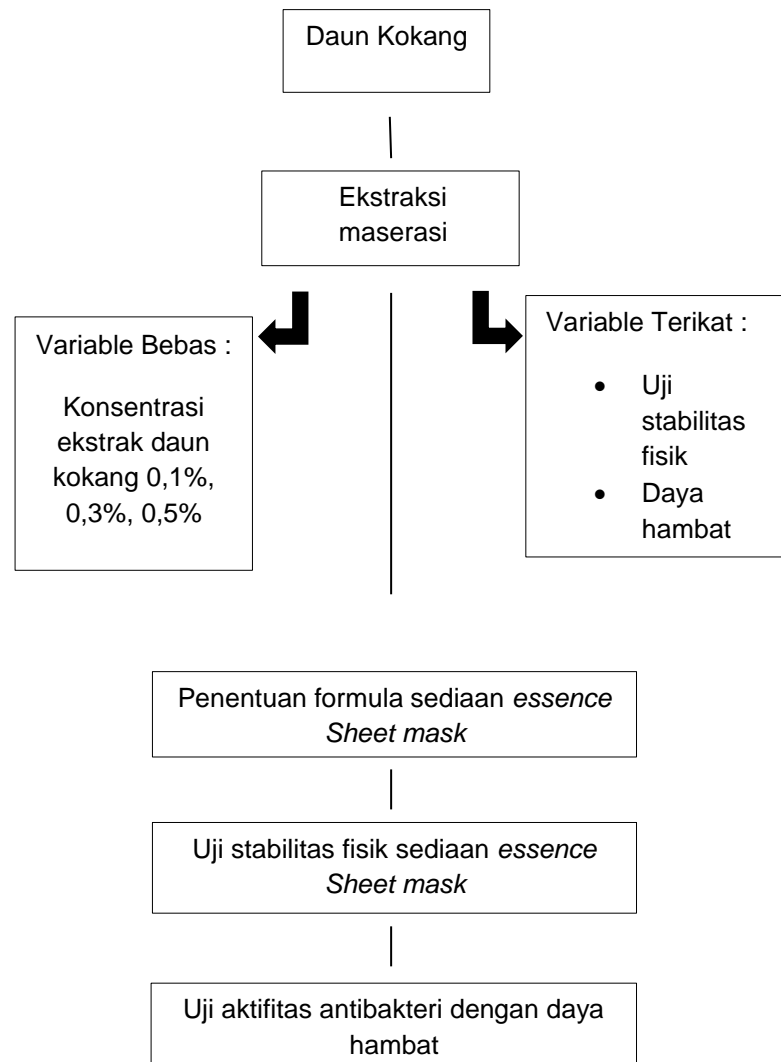 Daun Kokang
Ekstraksi
maserasi
Variable Bebas :
Konsentrasi
ekstrak daun
kokang 0,1%,
0,3%, 0,5%
Variable Terikat :
• Uji
stabilitas
fisik
• Daya
hambat
Penentuan formula sediaan essence
Sheet mask
Uji stabilitas fisik sediaan essence
Sheet mask
Uji aktifitas antibakteri dengan daya
hambat